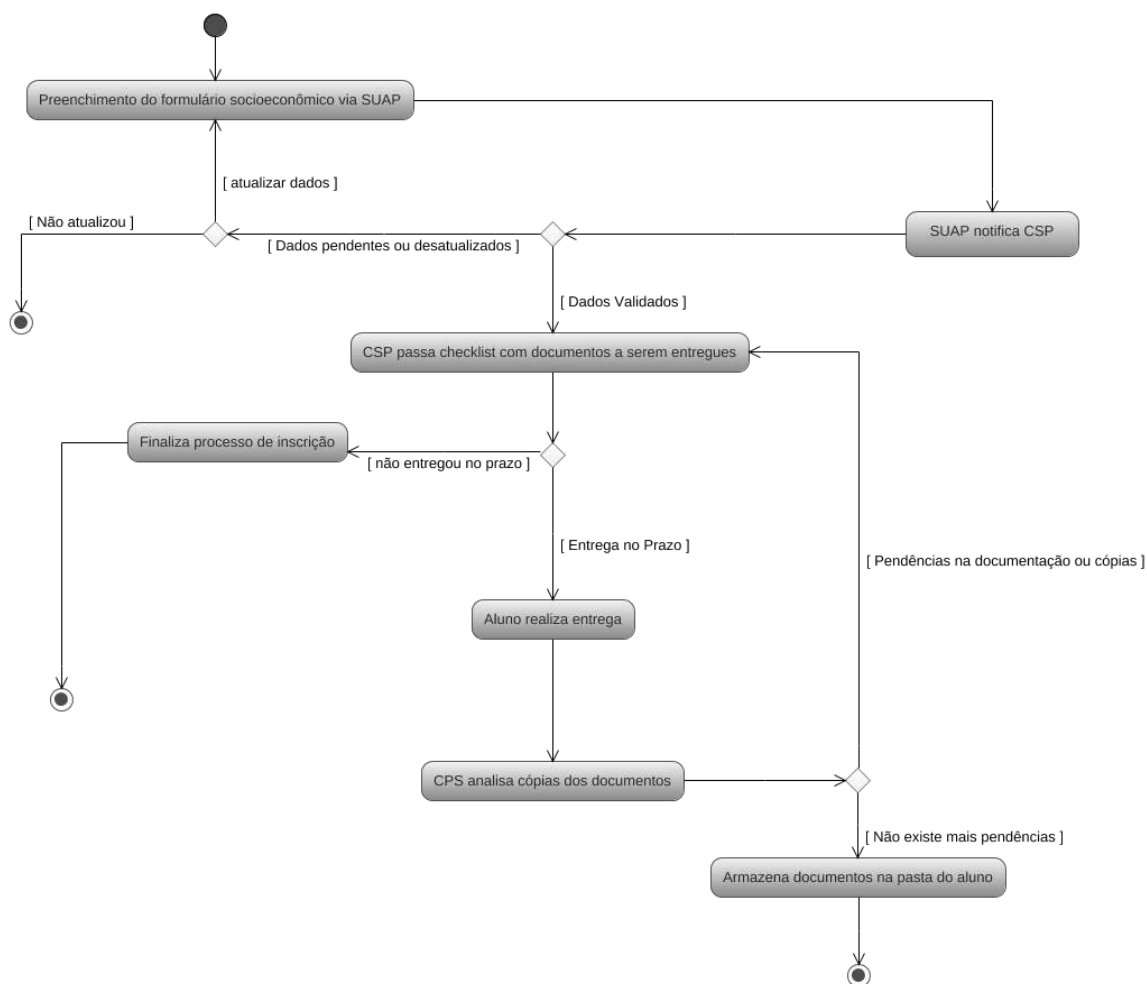 Preenchimento do formulário socioeconômico via SUAP
[ atualizar dados ]
[ Não atualizou ]
[ Dados pendentes ou desatualizados ]
SUAP notifica CSP
[ Dados Validados ]
CSP passa checklist com documentos a serem entregues
Finaliza processo de inscrição
[ não entregou no prazo ]
[ Entrega no Prazo ]
[ Pendências na documentação ou cópias ]
Aluno realiza entrega
CPS analisa cópias dos documentos
[ Não existe mais pendências ]
Armazena documentos na pasta do aluno